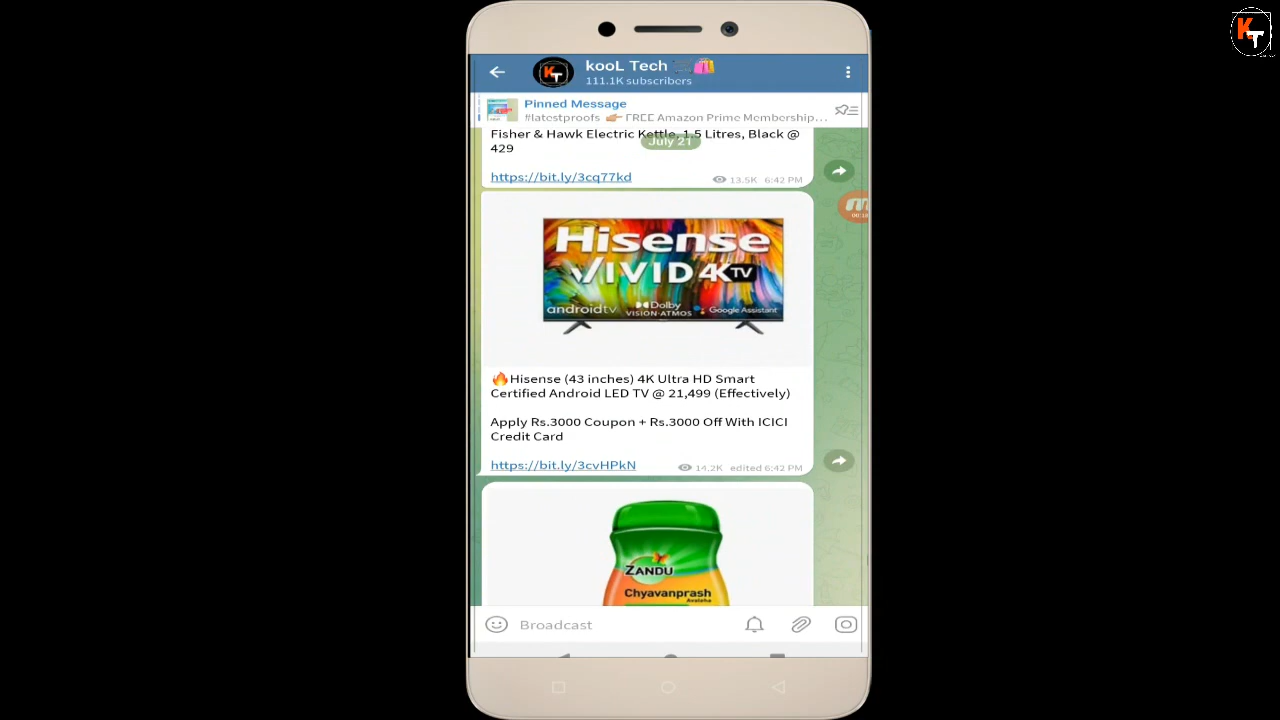 K T
kooL Tech
111.1K subscribers
Pinned Message
#latestproofs 👉 FREE Amazon Prime Membership...
Fisher & Hawk Electric Kettle, 1.5 Litres, Black @
429
July 21
https://bit.ly/3cq77kd
13.5K 6:42 PM
Hisense
VIVID 4K TV
androidtv
Dolby
VISION·ATMOS
Google Assistant
🔥Hisense (43 inches) 4K Ultra HD Smart
Certified Android LED TV @ 21,499 (Effectively)
Apply Rs.3000 Coupon + Rs.3000 Off With ICICI
Credit Card
https://bit.ly/3cvHPkN
14.2K edited 6:42 PM
ZANDU
Chyavanprash
Avaleha
Broadcast